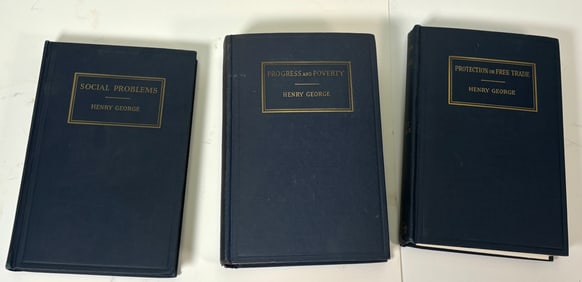 SOCIAL PROBLEMS
HENRY GEORGE
PROGRESS AND POVERTY
HENRY GEORGE
PROTECTION OR FREE TRADE
HENRY GEORGE